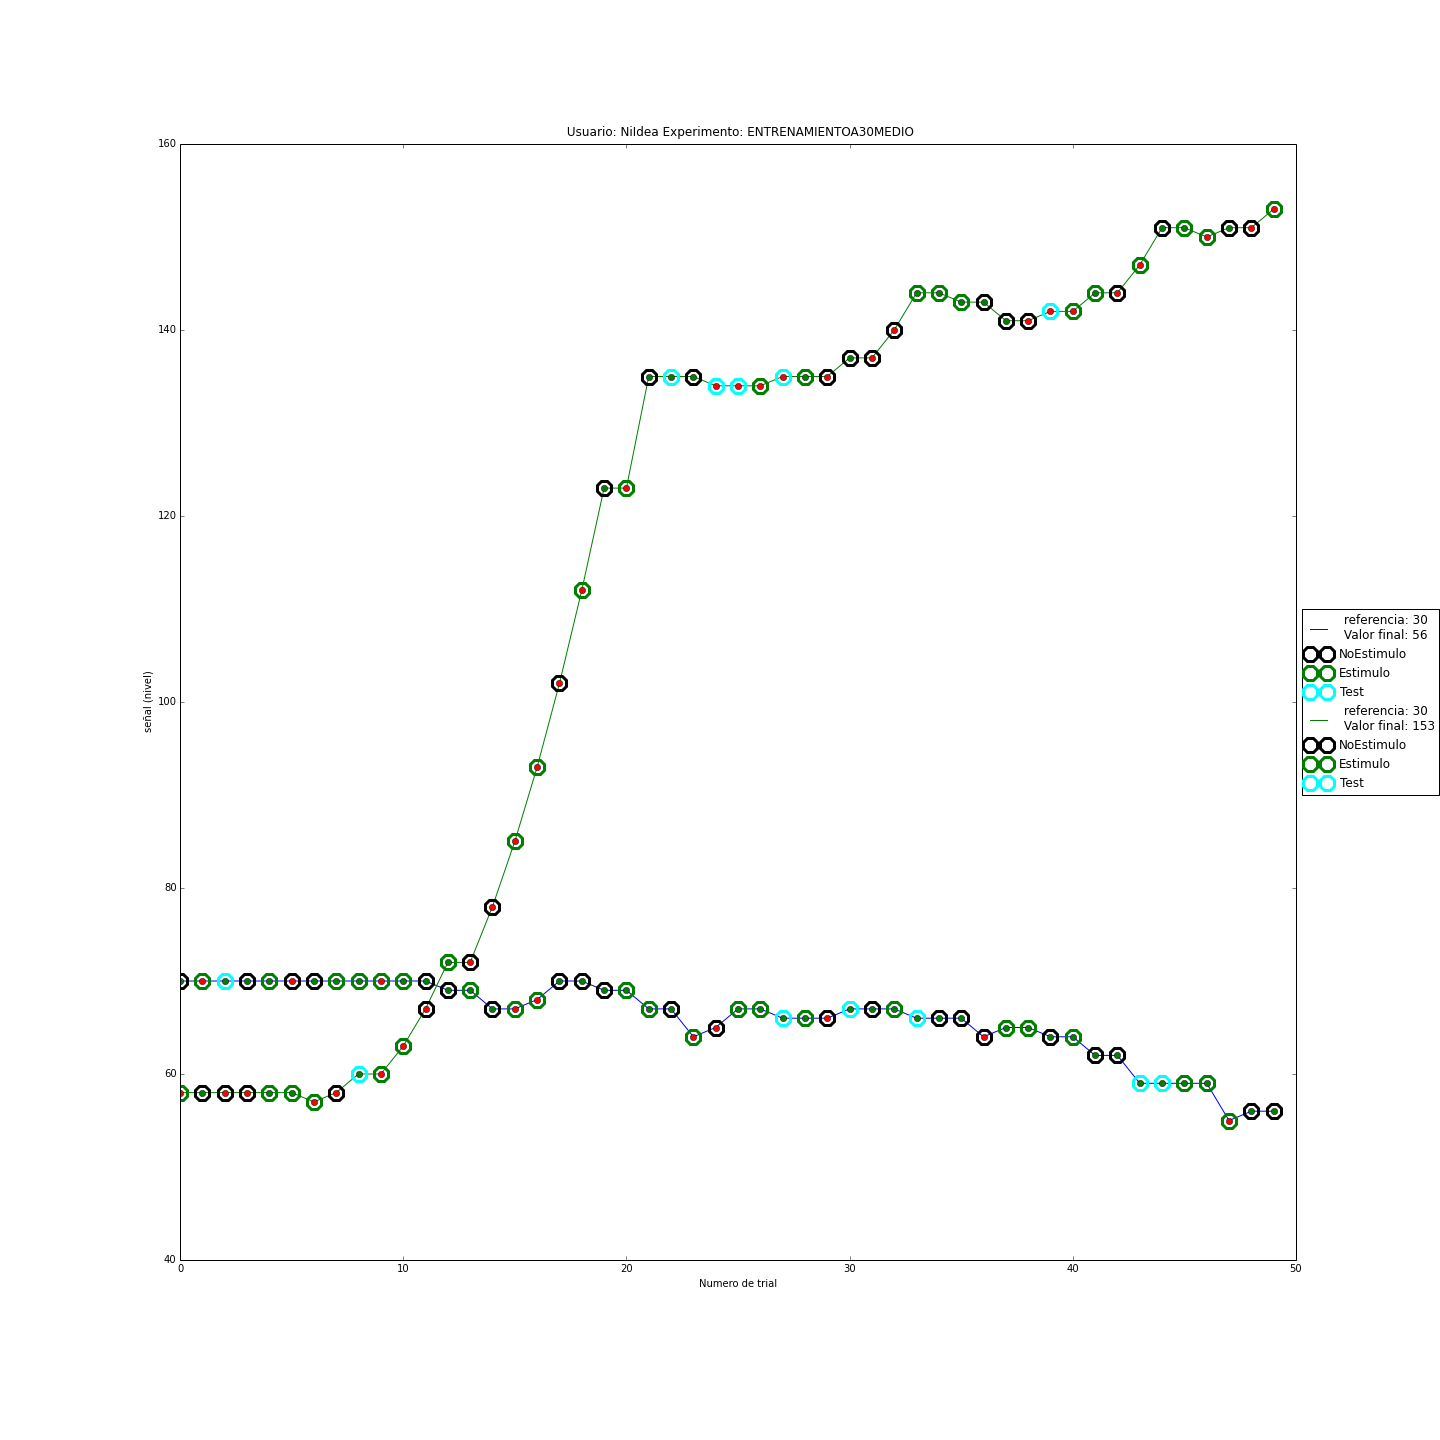 Usuario: NiIdea Experimento: ENTRENAMIENTOA30MEDIO
160
140
120
100
80
60
40
señal (nivel)
0 10 20 30 40 50
Numero de trial
referencia: 30
Valor final: 56
NoEstimulo
Estimulo
Test
referencia: 30
Valor final: 153
NoEstimulo
Estimulo
Test